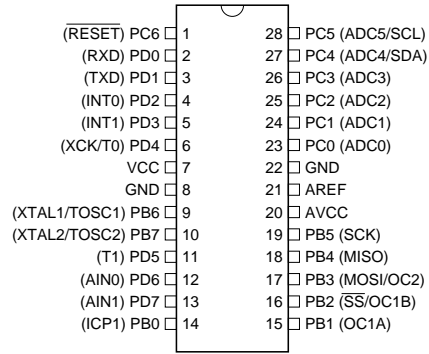 (RESET) PC6 1 28 PC5 (ADC5/SCL)
(RXD) PD0 2 27 PC4 (ADC4/SDA)
(TXD) PD1 3 26 PC3 (ADC3)
(INT0) PD2 4 25 PC2 (ADC2)
(INT1) PD3 5 24 PC1 (ADC1)
(XCK/T0) PD4 6 23 PC0 (ADC0)
VCC 7 22 GND
GND 8 21 AREF
(XTAL1/TOSC1) PB6 9 20 AVCC
(XTAL2/TOSC2) PB7 10 19 PB5 (SCK)
(T1) PD5 11 18 PB4 (MISO)
(AIN0) PD6 12 17 PB3 (MOSI/OC2)
(AIN1) PD7 13 16 PB2 (SS/OC1B)
(ICP1) PB0 14 15 PB1 (OC1A)